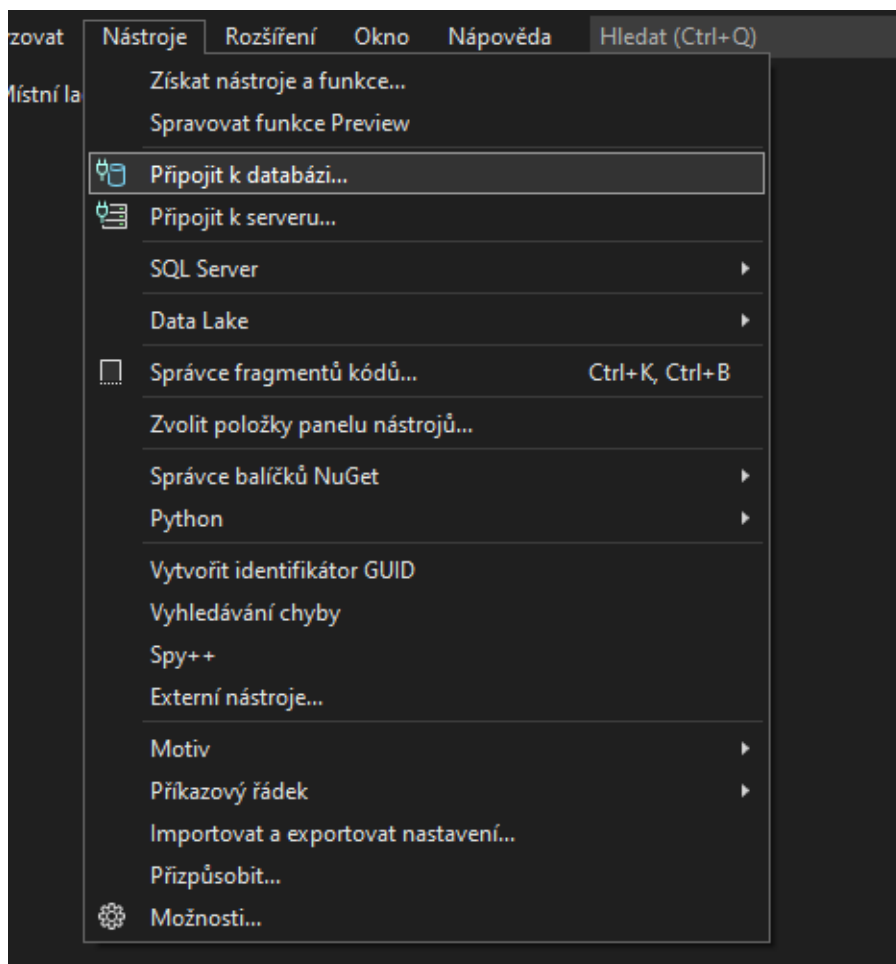 yzovat Nástroje Rozšíření Okno Nápověda Hledat (Ctrl+Q)
Místní la
Získat nástroje a funkce...
Spravovat funkce Preview
Připojit k databázi...
Připojit k serveru...
SQL Server
Data Lake
Správce fragmentů kódů... Ctrl+K, Ctrl+B
Zvolit položky panelu nástrojů...
Správce balíčků NuGet
Python
Vytvořit identifikátor GUID
Vyhledávání chyby
Spy++
Externí nástroje...
Motiv
Příkazový řádek
Importovat a exportovat nastavení...
Přizpůsobit...
Možnosti...